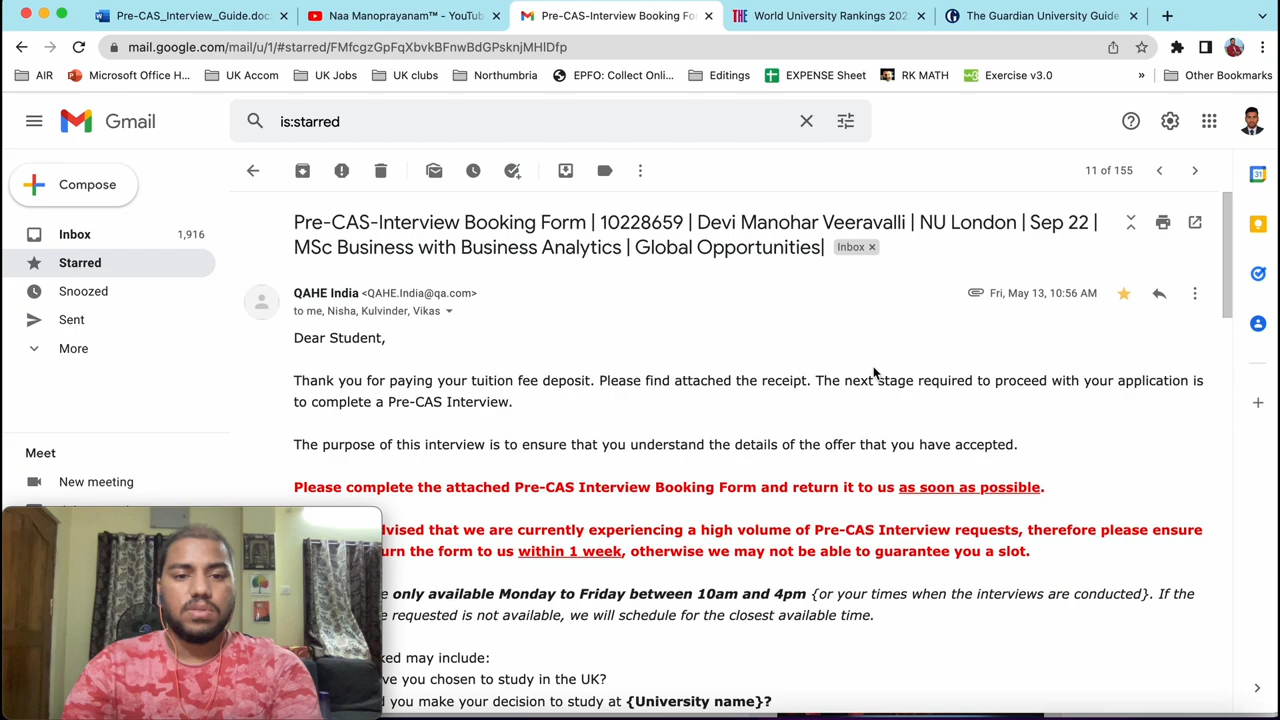 Pre-CAS_Interview_Guide.doc
Naa Manoprayanam™ - YouTub
Pre-CAS-Interview Booking Fo
World University Rankings 202
The Guardian University Guide
mail.google.com/mail/u/1/#starred/FMfcgzGpFqXbvkBFnwBdGPsknjMHlDfp
AIR
Microsoft Office H...
UK Accom
UK Jobs
UK clubs
Northumbria
EPFO: Collect Onli...
Editings
EXPENSE Sheet
RK MATH
Exercise v3.0
»
Other Bookmarks
Gmail
is:starred
Compose
11 of 155
Inbox 1,916
Starred
Snoozed
Sent
More
Meet
New meeting
Pre-CAS-Interview Booking Form | 10228659 | Devi Manohar Veeravalli | NU London | Sep 22 |
MSc Business with Business Analytics | Global Opportunities| Inbox
QAHE India <QAHE.India@qa.com> Fri, May 13, 10:56 AM
to me, Nisha, Kulvinder, Vikas
Dear Student,
Thank you for paying your tuition fee deposit. Please find attached the receipt. The next stage required to proceed with your application is
to complete a Pre-CAS Interview.
The purpose of this interview is to ensure that you understand the details of the offer that you have accepted.
Please complete the attached Pre-CAS Interview Booking Form and return it to us as soon as possible.
vised that we are currently experiencing a high volume of Pre-CAS Interview requests, therefore please ensure
urn the form to us within 1 week, otherwise we may not be able to guarantee you a slot.
e only available Monday to Friday between 10am and 4pm {or your times when the interviews are conducted}. If the
e requested is not available, we will schedule for the closest available time.
ked may include:
ve you chosen to study in the UK?
d you make your decision to study at {University name}?